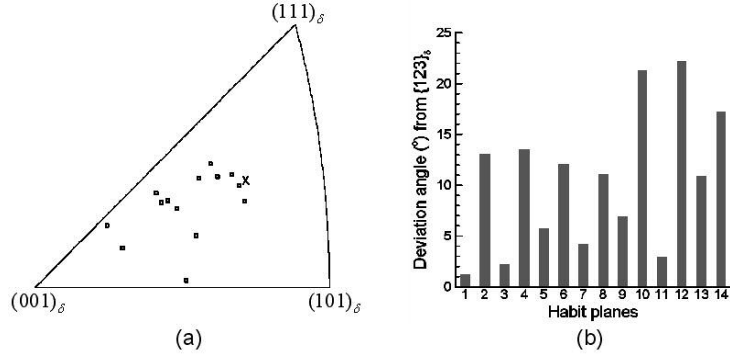 (111)δ
X
(001)δ
(101)δ
(a)
Deviation angle (°) from {123}δ
25
20
15
10
5
0
1 2 3 4 5 6 7 8 9 10 11 12 13 14
Habit planes
(b)